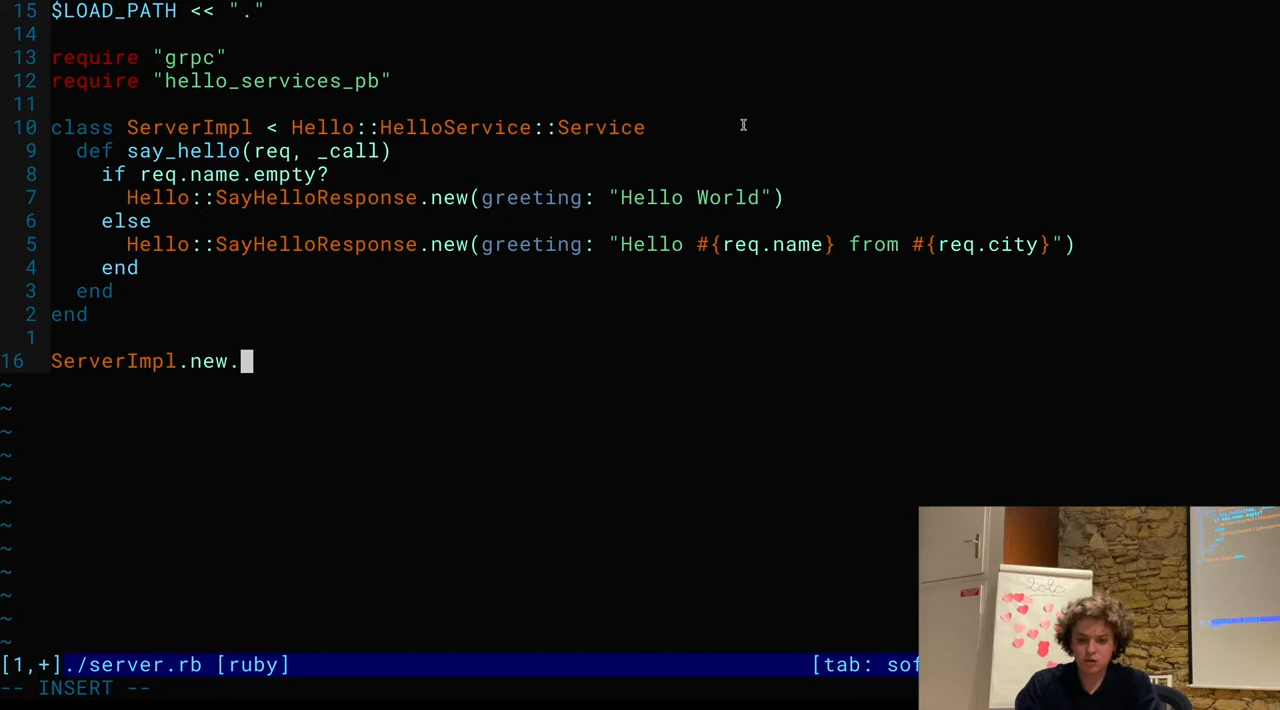 15 $LOAD_PATH << "."
14
13 require "grpc"
12 require "hello_services_pb"
11
10 class ServerImpl < Hello::HelloService::Service
9 def say_hello(req, _call)
8 if req.name.empty?
7 Hello::SayHelloResponse.new(greeting: "Hello World")
6 else
5 Hello::SayHelloResponse.new(greeting: "Hello #{req.name} from #{req.city}")
4 end
3 end
2 end
1
16 ServerImpl.new.
~
~
~
~
~
~
~
~
~
~
~
~
[1,+]./server.rb [ruby] [tab: sof
-- INSERT --
2020